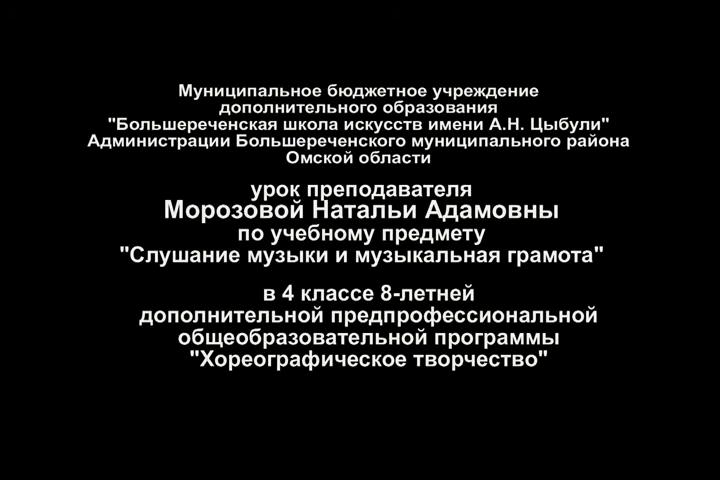 Муниципальное бюджетное учреждение
дополнительного образования
"Большереченская школа искусств имени А.Н. Цыбули"
Администрации Большереченского муниципального района
Омской области
урок преподавателя
Морозовой Натальи Адамовны
по учебному предмету
"Слушание музыки и музыкальная грамота"
в 4 классе 8-летней
дополнительной предпрофессиональной
общеобразовательной программы
"Хореографическое творчество"